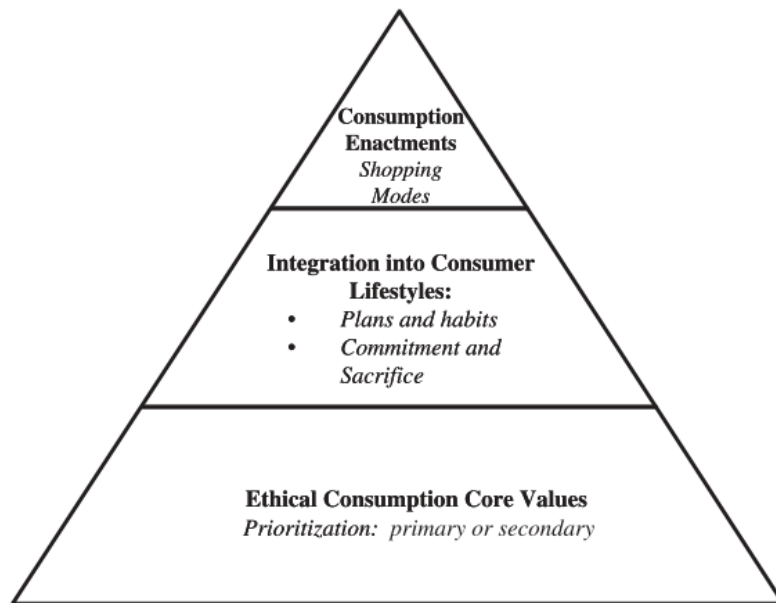 Consumption
Enactments
Shopping
Modes
Integration into Consumer
Lifestyles:
• Plans and habits
• Commitment and
Sacrifice
Ethical Consumption Core Values
Prioritization: primary or secondary